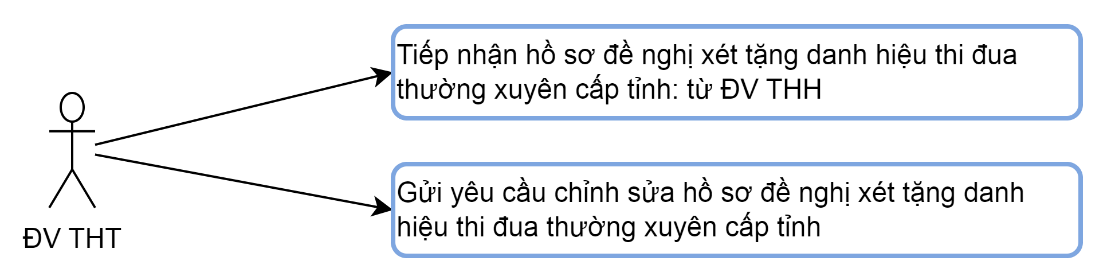 Tiếp nhận hồ sơ đề nghị xét tặng danh hiệu thi đua
thường xuyên cấp tỉnh: từ ĐV THH
Gửi yêu cầu chỉnh sửa hồ sơ đề nghị xét tặng danh
hiệu thi đua thường xuyên cấp tỉnh
ĐV THT